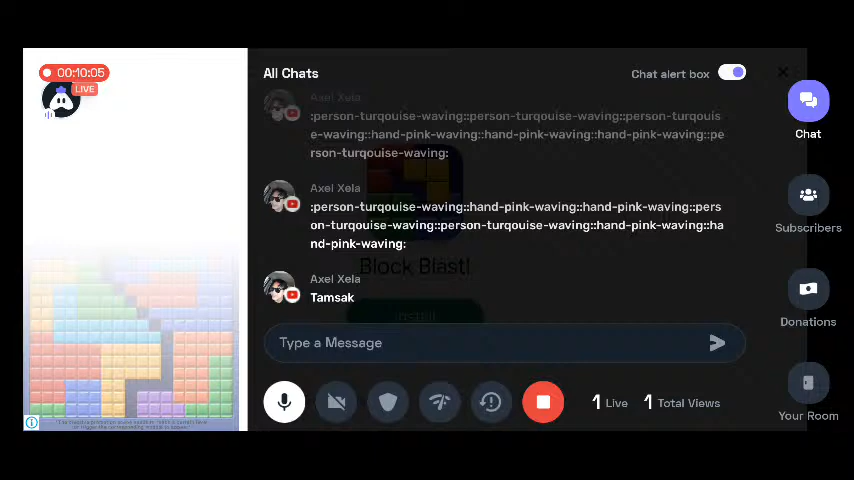 00:10:05
LIVE
All Chats
Chat alert box
Axel Xela
:person-turqouise-waving::person-turqouise-waving::person-turqouis
e-waving::hand-pink-waving::hand-pink-waving::hand-pink-waving::pe
rson-turqouise-waving:
Axel Xela
:person-turqouise-waving::hand-pink-waving::hand-pink-waving::pers
on-turqouise-waving::person-turqouise-waving::hand-pink-waving::ha
nd-pink-waving:
Block Blast!
Axel Xela
Tamsak
Install
Type a Message
1 Live
1 Total Views
Chat
Subscribers
Donations
Your Room